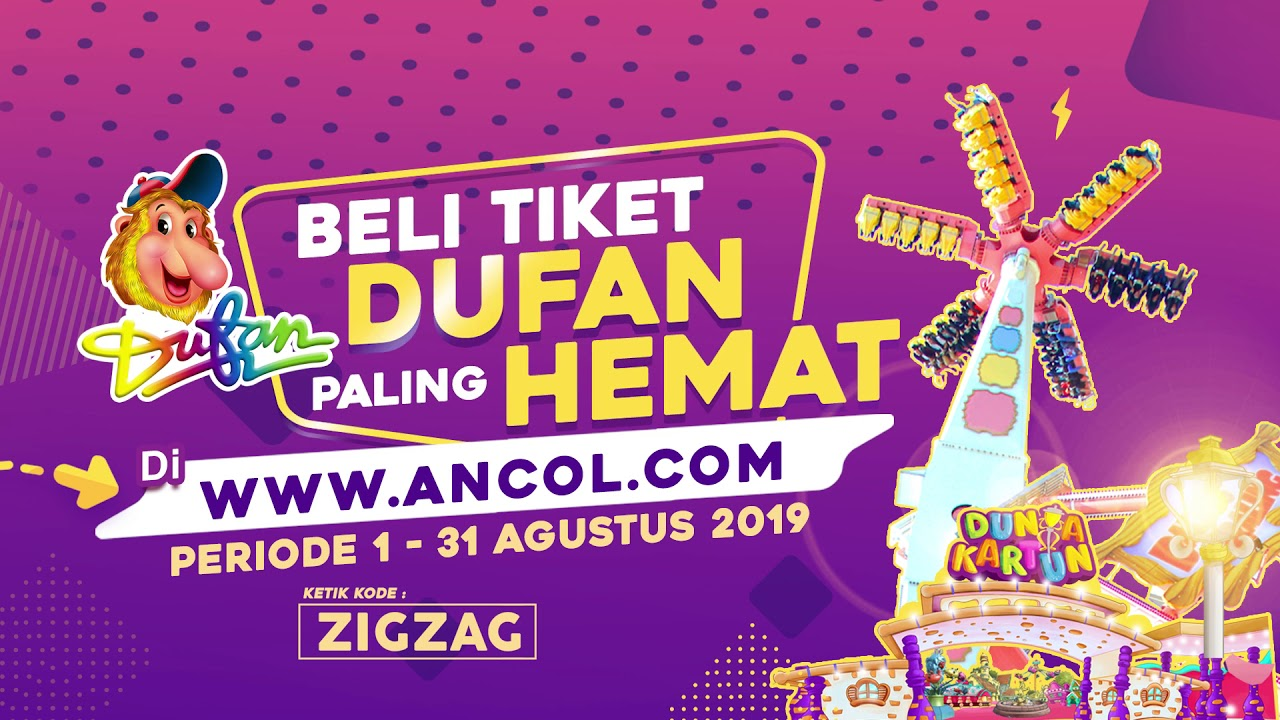 Dufan
BELI TIKET
DUFAN
PALING HEMAT
Di WWW.ANCOL.COM
PERIODE 1 - 31 AGUSTUS 2019
KETIK KODE :
ZIGZAG
DUNIA
KARTUN